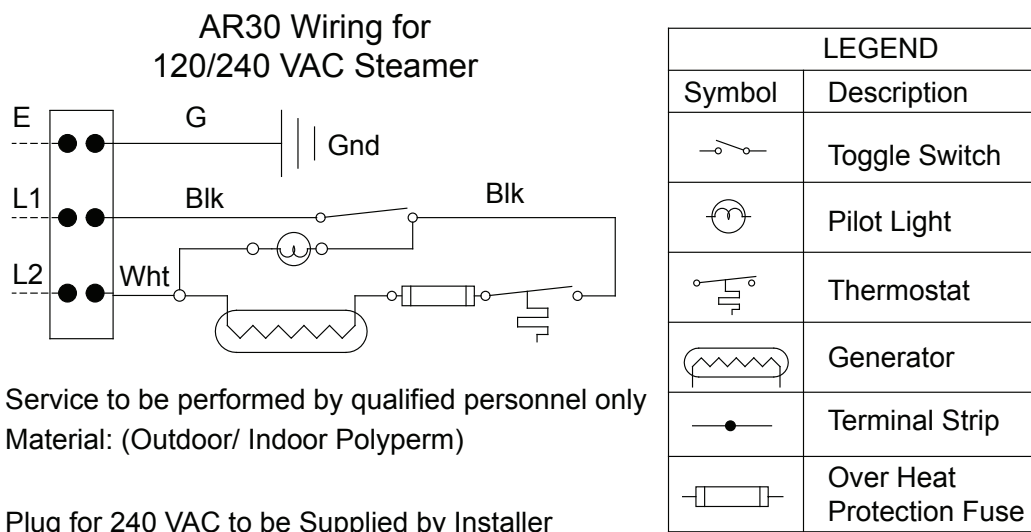 AR30 Wiring for
120/240 VAC Steamer
E
G
Gnd
L1
Blk
Blk
L2
Wht
Service to be performed by qualified personnel only
Material: (Outdoor/ Indoor Polyperm)
Plug for 240 VAC to be Supplied by Installer
LEGEND
Symbol Description
Toggle Switch
Pilot Light
Thermostat
Generator
Terminal Strip
Over Heat
Protection Fuse